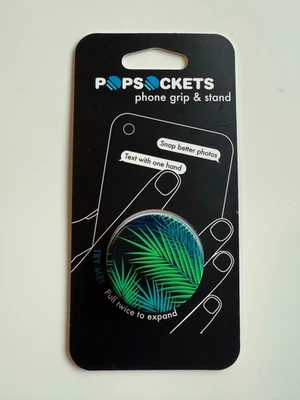 POPSOCKETS
phone grip & stand
Snap better photos
Text with one hand
TRY ME!
Pull twice to expand